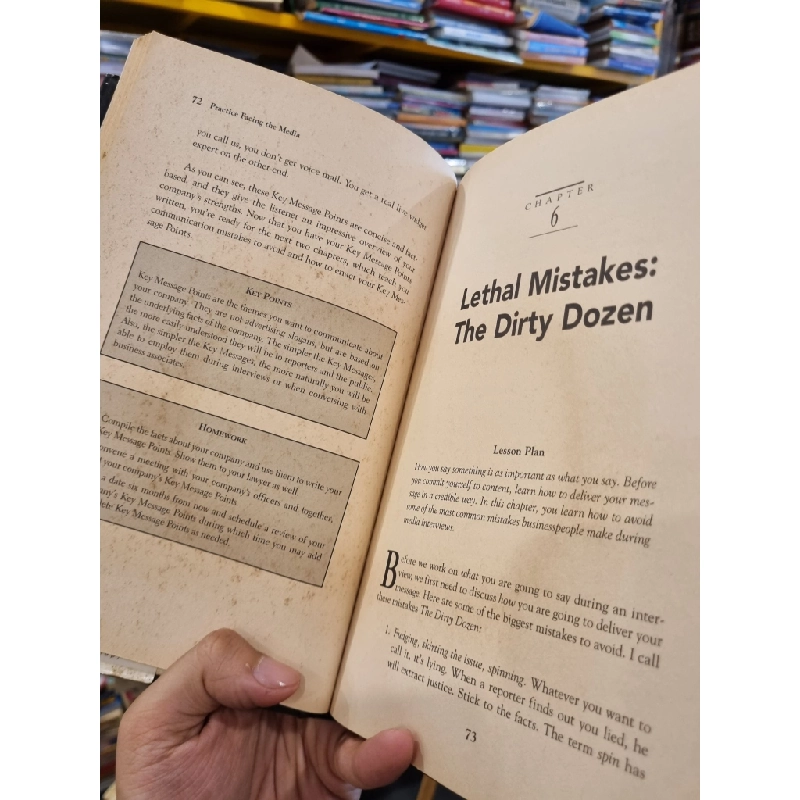 72 Practice Facing the Media
you call us, you don't get voice mail. You get a real live
expert on the other end.
As you can see, these Key Message Points are concise and fact-
based, and they give the listener an impressive overview of your
company's strengths. Now that you have your Key Message Points
written, you're ready for the next two chapters, which teach you
communication mistakes to avoid and how to enact your Key Mes-
sage Points.
KEY POINTS
Key Message Points are the themes you want to communicate about
your company. They are not advertising slogans, but are based on
the underlying facts of the company. The simpler the Key Message,
the more easily understood they will be to reporters and the public.
Also, the simpler the Key Messages, the more naturally you will be
able to employ them during interviews or when conversing with
business associates.
HOMEWORK
Compile the facts about your company and use them to write your
Key Message Points. Show them to your lawyer as well
a meeting with your company's officers and together,
your company's Key Message Points.
a date six months from now and schedule a review of your
Key Message Points during which time you may add
Key Message Points as needed.
CHAPTER
6
Lethal Mistakes:
The Dirty Dozen
Lesson Plan
How you say something is as important as what you say. Before
you commit yourself to content, learn how to deliver your mes-
sage in a credible way. In this chapter, you learn how to avoid
some of the most common mistakes businesspeople make during
media interviews.
Before we work on what you are going to say during an inter-
view, we first need to discuss how you are going to deliver your
message. Here are some of the biggest mistakes to avoid. I call
these mistakes The Dirty Dozen:
1. Fudging, skirting the issue, spinning. Whatever you want to
call it, it's lying. When a reporter finds out you lied, he
will extract justice. Stick to the facts. The term spin has
73